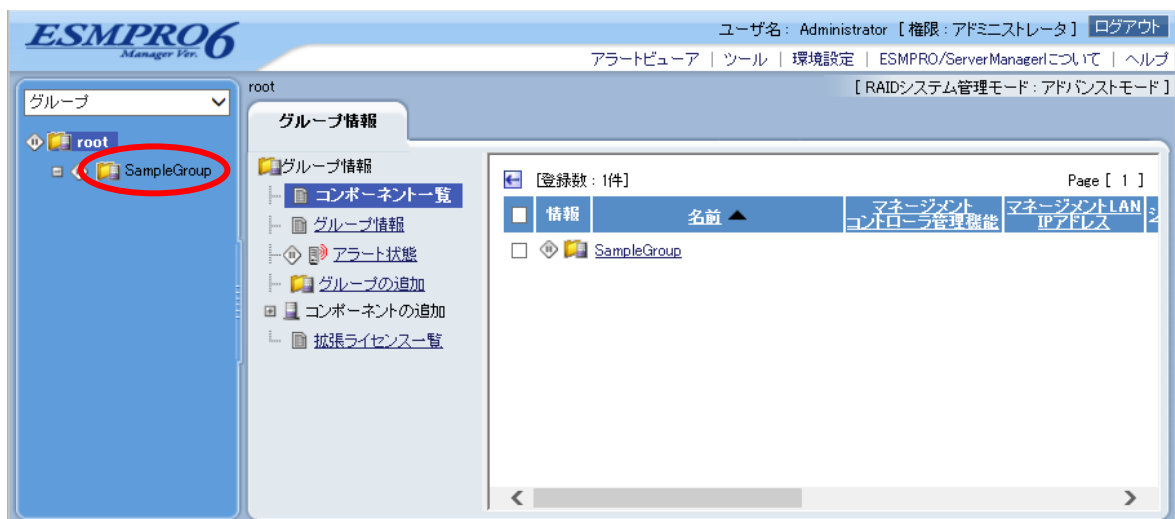 ESMPRO6
Manager Ver.
ユーザ名 : Administrator [ 権限 : アドミニストレータ ] ログアウト
アラートビューア | ツール | 環境設定 | ESMPRO/ServerManagerについて | ヘルプ
グループ
root
SampleGroup
root
[ RAIDシステム管理モード : アドバンストモード ]
グループ情報
グループ情報
コンポーネント一覧
グループ情報
アラート状態
グループの追加
コンポーネントの追加
拡張ライセンス一覧
[登録数 : 1件]
Page [ 1 ]
情報 名前 ▲ マネージメント コントローラ管理機能 マネージメントLAN IPアドレス
SampleGroup